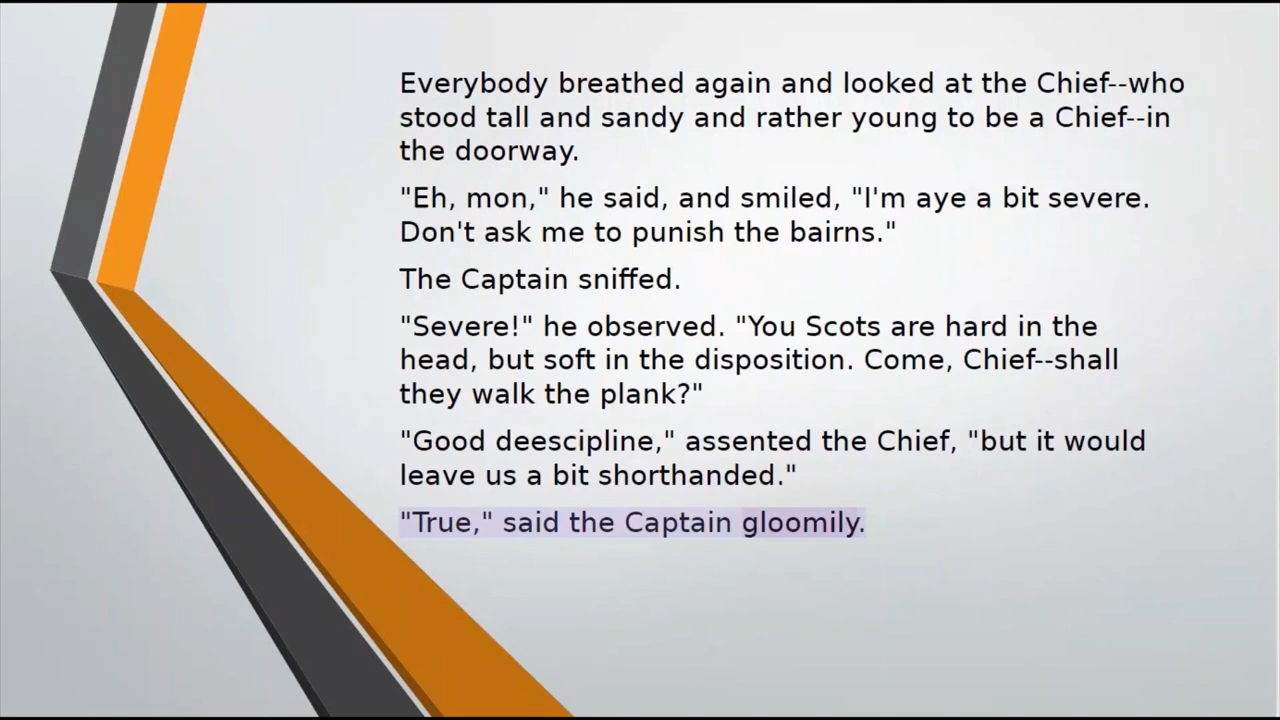 Everybody breathed again and looked at the Chief--who
stood tall and sandy and rather young to be a Chief--in
the doorway.
"Eh, mon," he said, and smiled, "I'm aye a bit severe.
Don't ask me to punish the bairns."
The Captain sniffed.
"Severe!" he observed. "You Scots are hard in the
head, but soft in the disposition. Come, Chief--shall
they walk the plank?"
"Good deescipline," assented the Chief, "but it would
leave us a bit shorthanded."
"True," said the Captain gloomily.